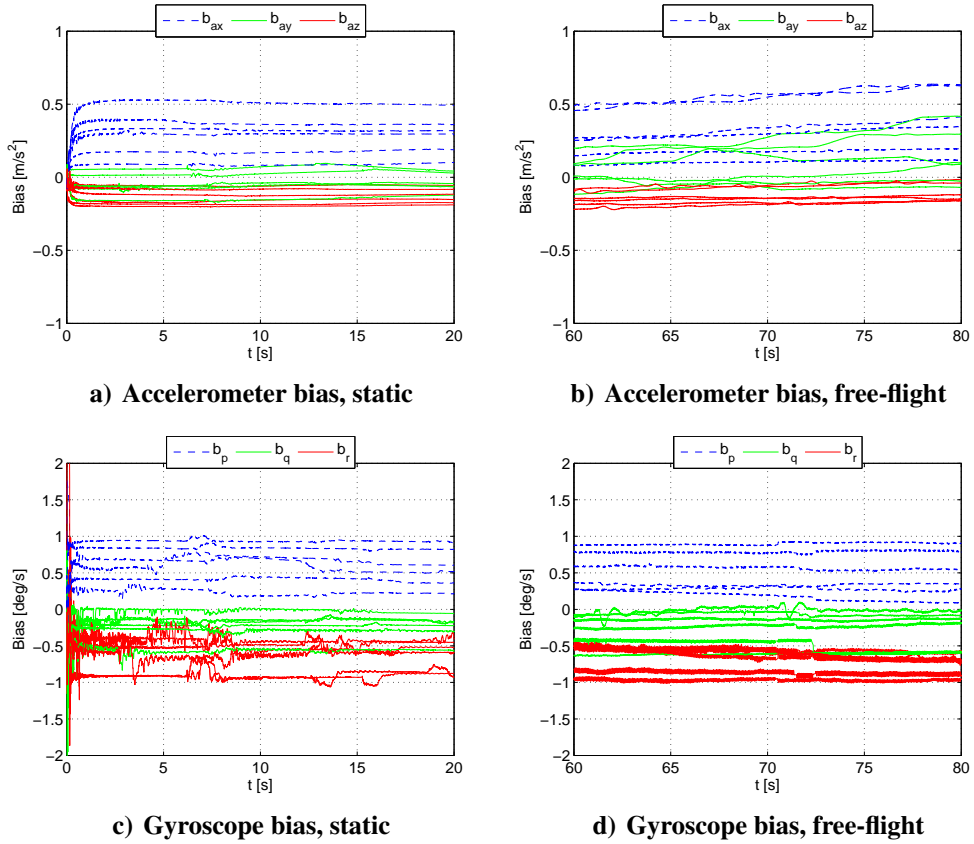 b_ax b_ay b_az
1
0.5
0
−0.5
−1
Bias [m/s^2]
0 5 10 15 20
t [s]
a) Accelerometer bias, static
b_ax b_ay b_az
1
0.5
0
−0.5
−1
Bias [m/s^2]
60 65 70 75 80
t [s]
b) Accelerometer bias, free-flight
b_p b_q b_r
2
1.5
1
0.5
0
−0.5
−1
−1.5
−2
Bias [deg/s]
0 5 10 15 20
t [s]
c) Gyroscope bias, static
b_p b_q b_r
2
1.5
1
0.5
0
−0.5
−1
−1.5
−2
Bias [deg/s]
60 65 70 75 80
t [s]
d) Gyroscope bias, free-flight